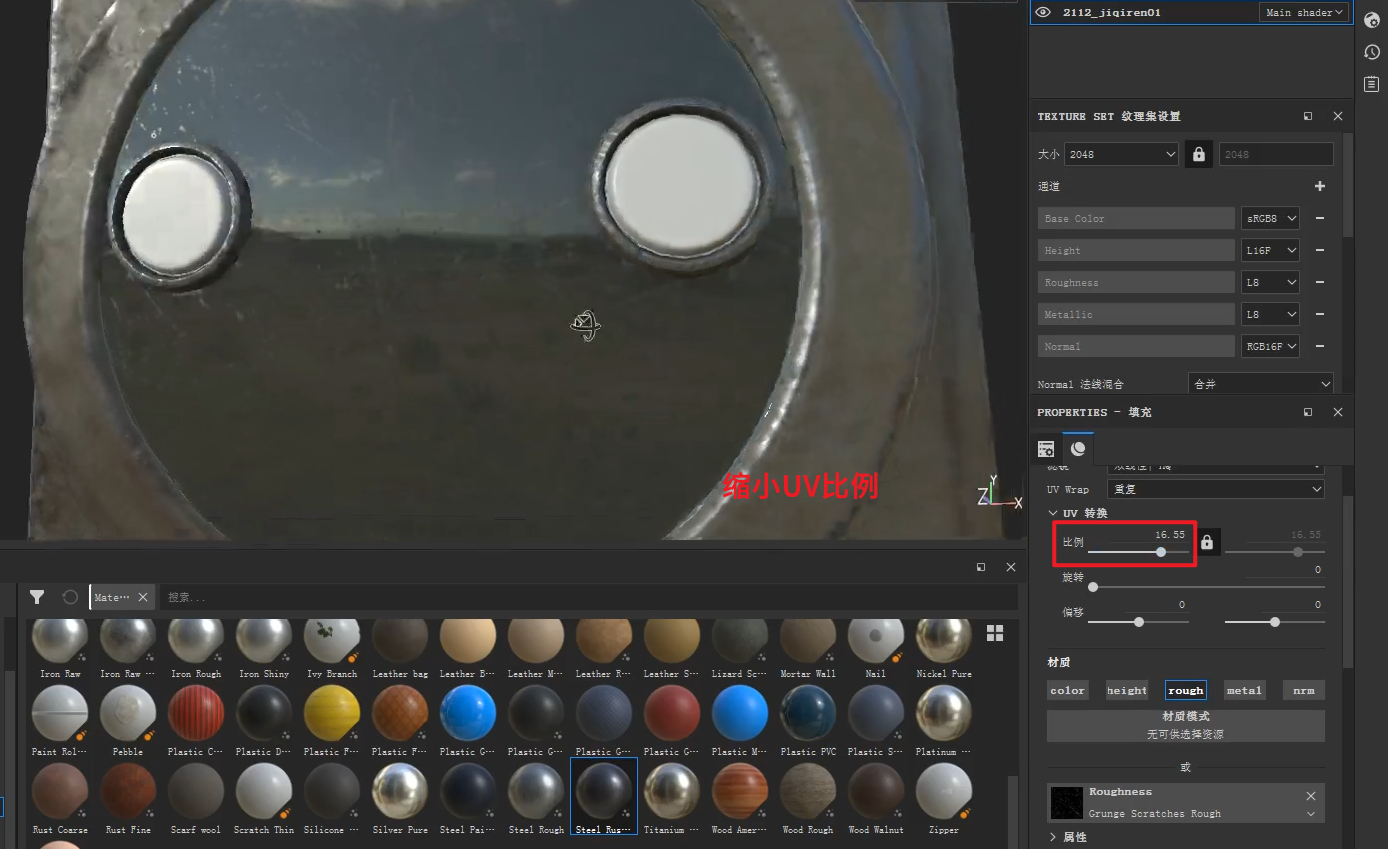 2112_jiqiren01
Main shader
TEXTURE SET 纹理集设置
大小 2048 2048
通道
Base Color sRGB8
Height L16F
Roughness L8
Metallic L8
Normal RGB16F
Normal 法线混合 合并
PROPERTIES - 填充
UV Wrap 重复
UV 转换
比例 16.55 16.55
旋转 0
偏移 0 0
材质
color height rough metal nrm
材质模式
无可供选择资源
或
Roughness
Grunge Scratches Rough
属性
缩小UV比例
Y
Z X
Mate… 搜索...
Iron Raw Iron Raw … Iron Rough Iron Shiny Ivy Branch Leather bag Leather B… Leather M… Leather R… Leather S… Lizard Sc… Mortar Wall Nail Nickel Pure
Paint Rol… Pebble Plastic C… Plastic D… Plastic F… Plastic F… Plastic G… Plastic G… Plastic G… Plastic G… Plastic M… Plastic PVC Plastic S… Platinum …
Rust Coarse Rust Fine Scarf wool Scratch Thin Silicone … Silver Pure Steel Pai… Steel Rough Steel Rus… Titanium … Wood Amer… Wood Rough Wood Walnut Zipper